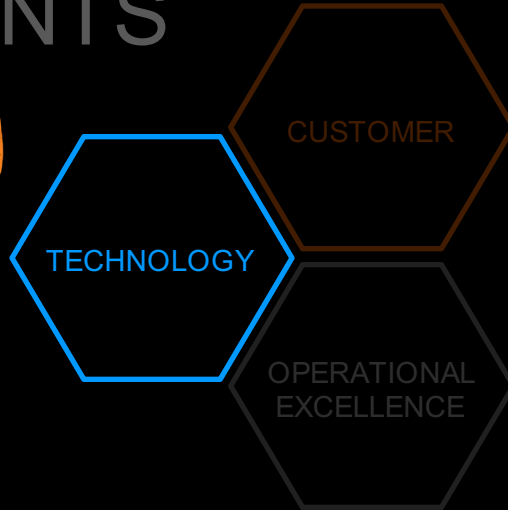 NTS
CUSTOMER
TECHNOLOGY
OPERATIONAL
EXCELLENCE